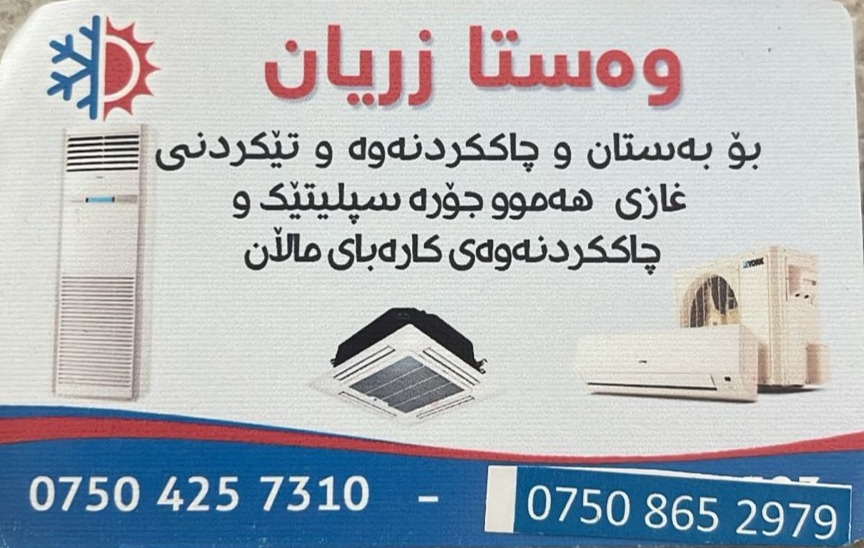 وەستا زریان
بۆ بەستان و چاککردنەوە و تێکردنی
غازی هەموو جۆرە سپلیتێک و
چاککردنەوەی کارەبای ماڵان
YORK
0750 425 7310 - 0750 865 2979